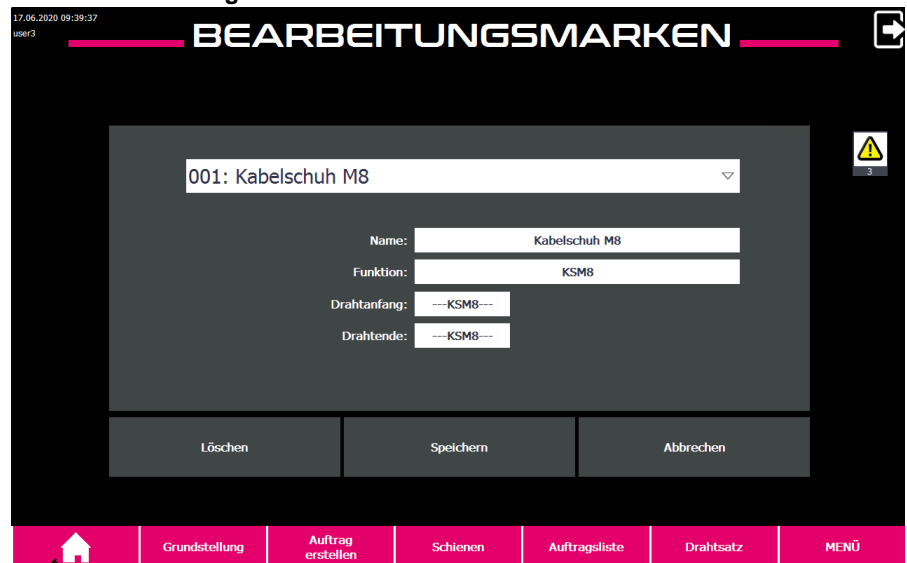 17.06.2020 09:39:37
user3
BEARBEITUNGSMARKEN
3
001: Kabelschuh M8
Name: Kabelschuh M8
Funktion: KSM8
Drahtanfang: ---KSM8---
Drahtende: ---KSM8---
Löschen Speichern Abbrechen
Grundstellung Auftrag erstellen Schienen Auftragsliste Drahtsatz MENÜ